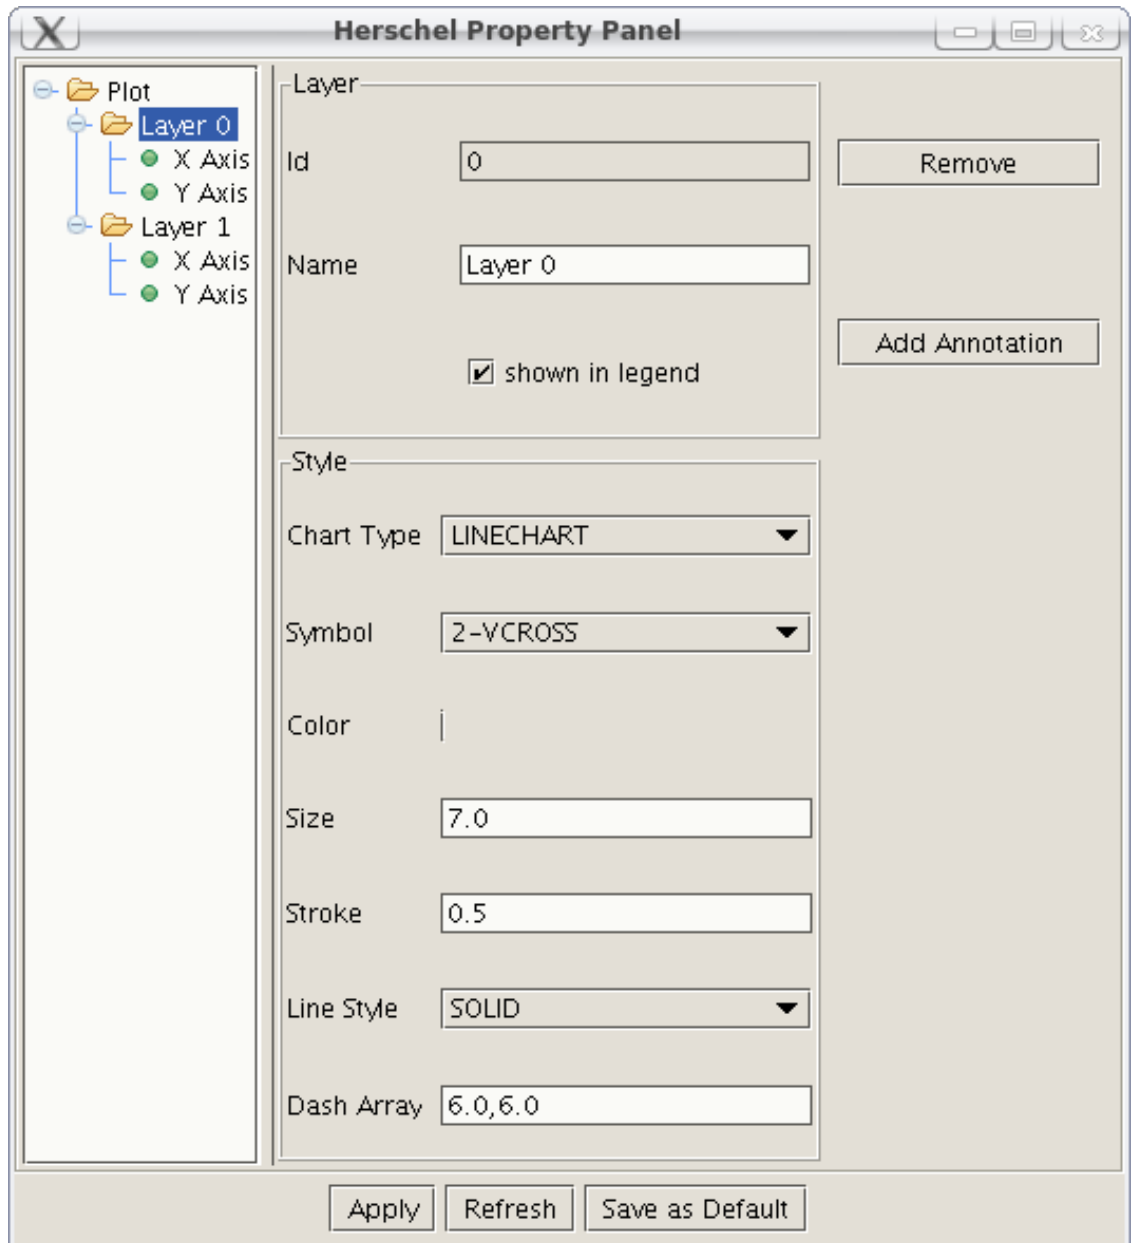 Herschel Property Panel
Plot
Layer 0
X Axis
Y Axis
Layer 1
X Axis
Y Axis
Layer
Id 0
Remove
Name Layer 0
Add Annotation
shown in legend
Style
Chart Type LINECHART
Symbol 2-VCROSS
Color
Size 7.0
Stroke 0.5
Line Style SOLID
Dash Array 6.0,6.0
Apply Refresh Save as Default